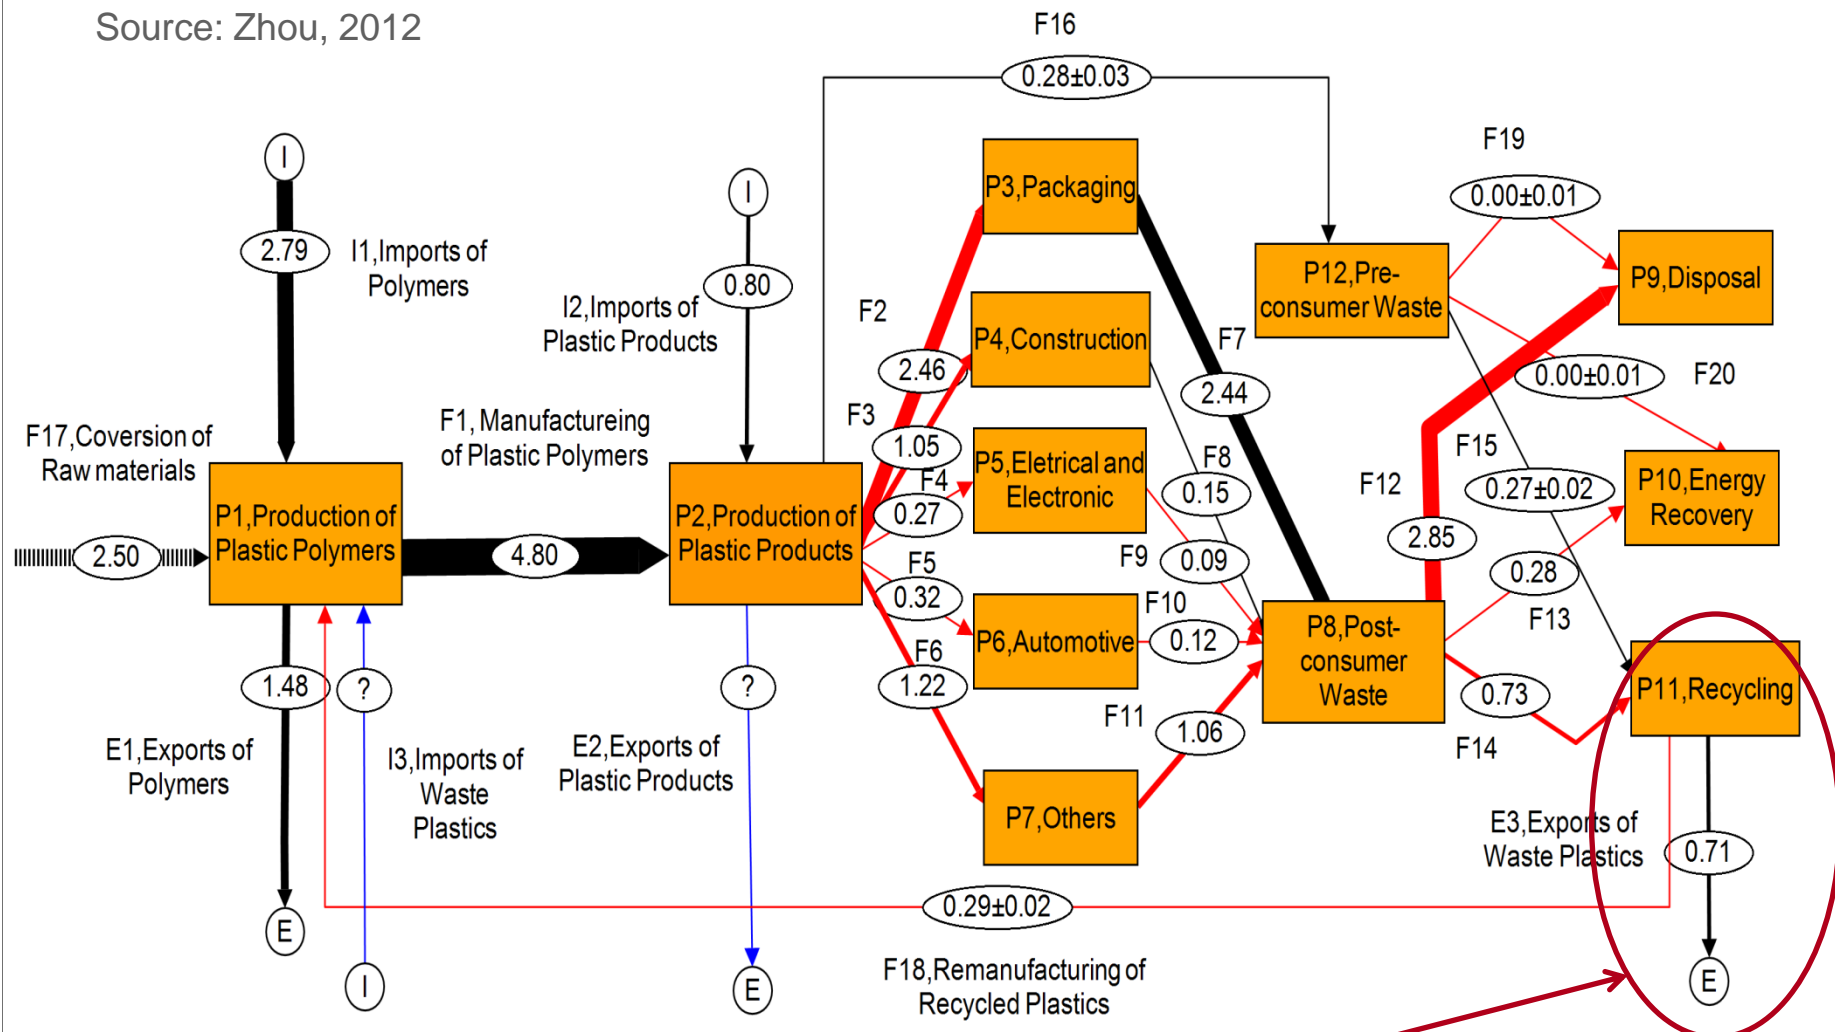 Source: Zhou, 2012
F16
0.28±0.03
F19
I
P3,Packaging
0.00±0.01
I
2.79
I1,Imports of
Polymers
P12,Pre-
consumer Waste
P9,Disposal
0.80
I2,Imports of
Plastic Products
F2
P4,Construction
F7
2.46
2.44
0.00±0.01
F20
F17,Coversion of
Raw materials
F1, Manufactureing
of Plastic Polymers
F3
1.05
F4
P5,Eletrical and
Electronic
F8
F15
P1,Production of
Plastic Polymers
P2,Production of
Plastic Products
0.27
0.15
F12
0.27±0.02
P10,Energy
Recovery
2.50
4.80
F5
F9
0.09
2.85
0.28
0.32
F10
P6,Automotive
0.12
P8,Post-
consumer
Waste
F13
F6
1.48
?
?
1.22
0.73
P11,Recycling
F11
1.06
F14
E1,Exports of
Polymers
I3,Imports of
Waste
Plastics
E2,Exports of
Plastic Products
P7,Others
E3,Exports of
Waste Plastics
0.71
0.29±0.02
E
I
E
F18,Remanufacturing of
Recycled Plastics
E